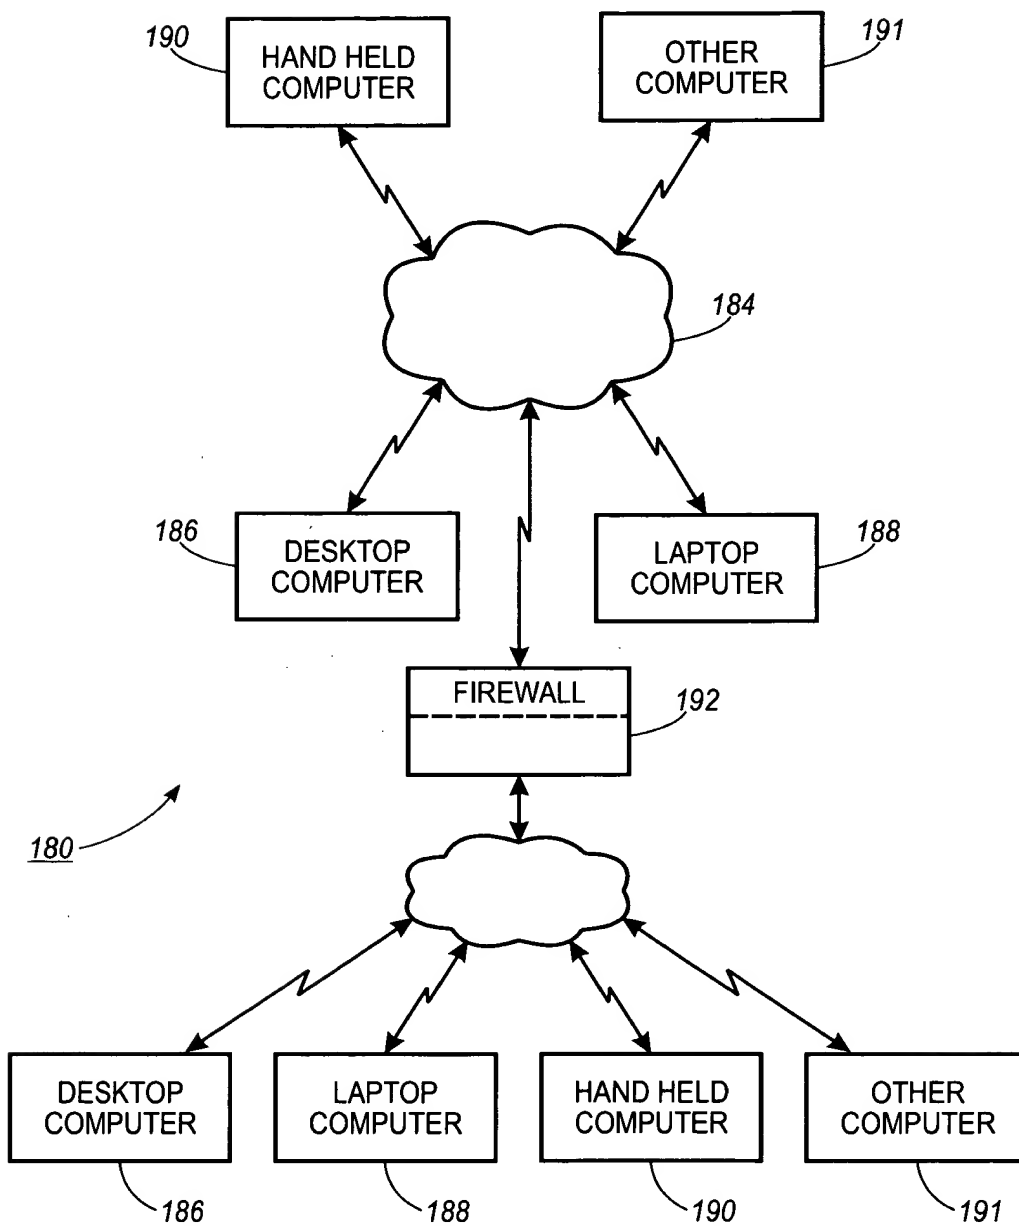 190
HAND HELD
COMPUTER
191
OTHER
COMPUTER
184
186
DESKTOP
COMPUTER
188
LAPTOP
COMPUTER
FIREWALL
192
180
DESKTOP
COMPUTER
LAPTOP
COMPUTER
HAND HELD
COMPUTER
OTHER
COMPUTER
186
188
190
191